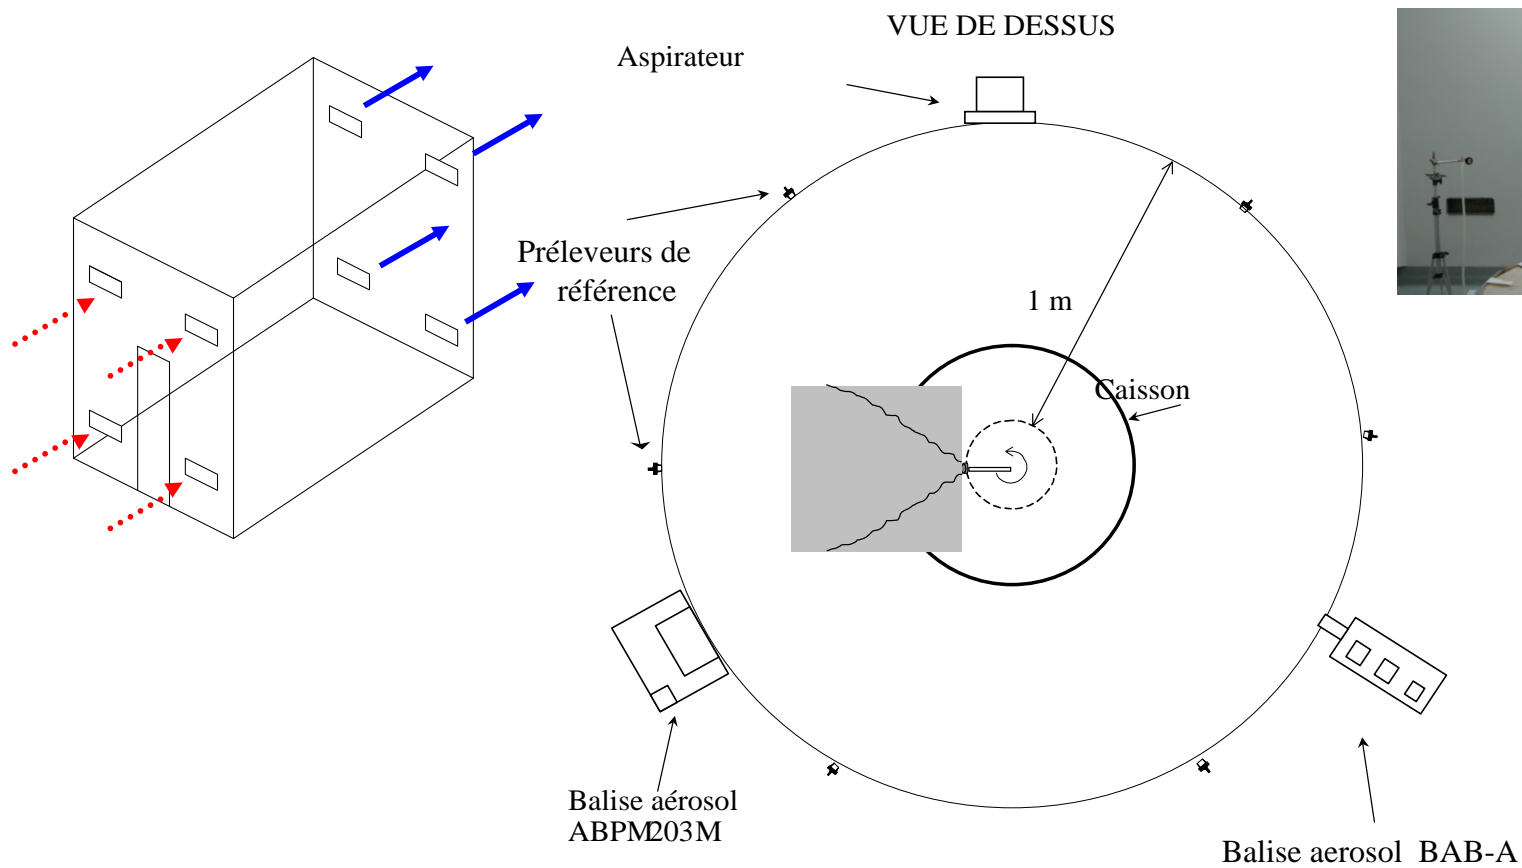 VUE DE DESSUS
Aspirateur
Préleveurs de
référence
1 m
Caisson
Balise aérosol
ABPM203M
Balise aerosol BAB-A